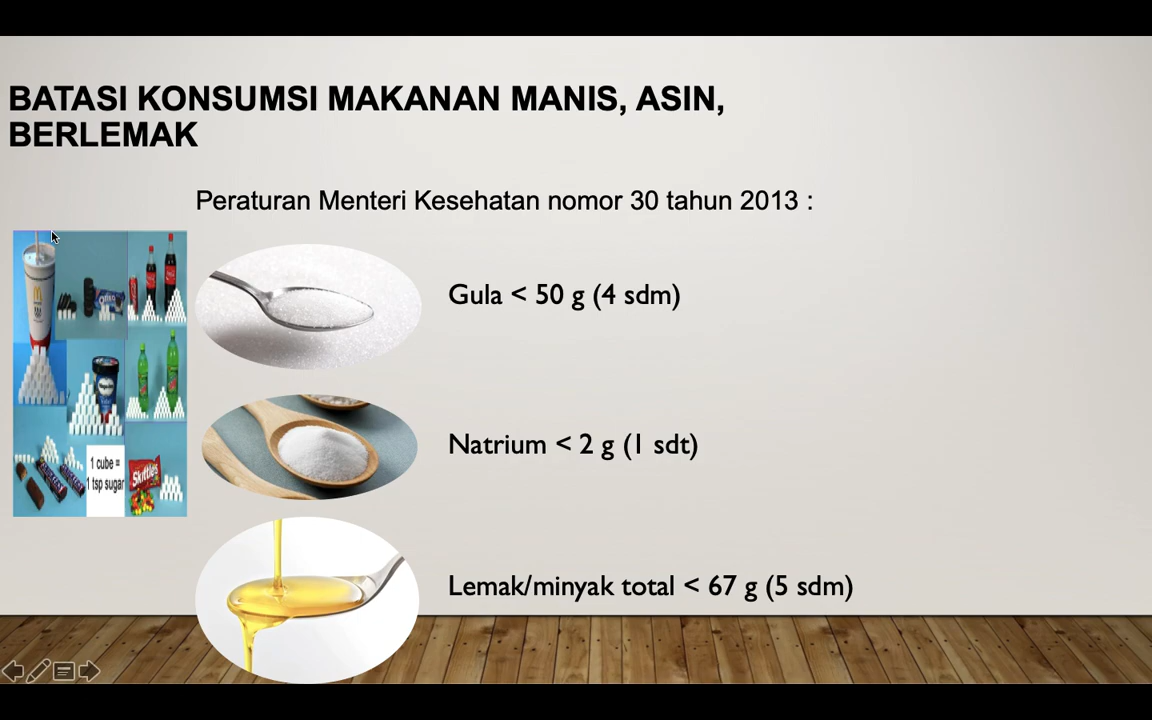 BATASI KONSUMSI MAKANAN MANIS, ASIN,
BERLEMAK
Peraturan Menteri Kesehatan nomor 30 tahun 2013 :
Gula < 50 g (4 sdm)
Natrium < 2 g (1 sdt)
1 cube =
1 tsp sugar
Skittles
Lemak/minyak total < 67 g (5 sdm)